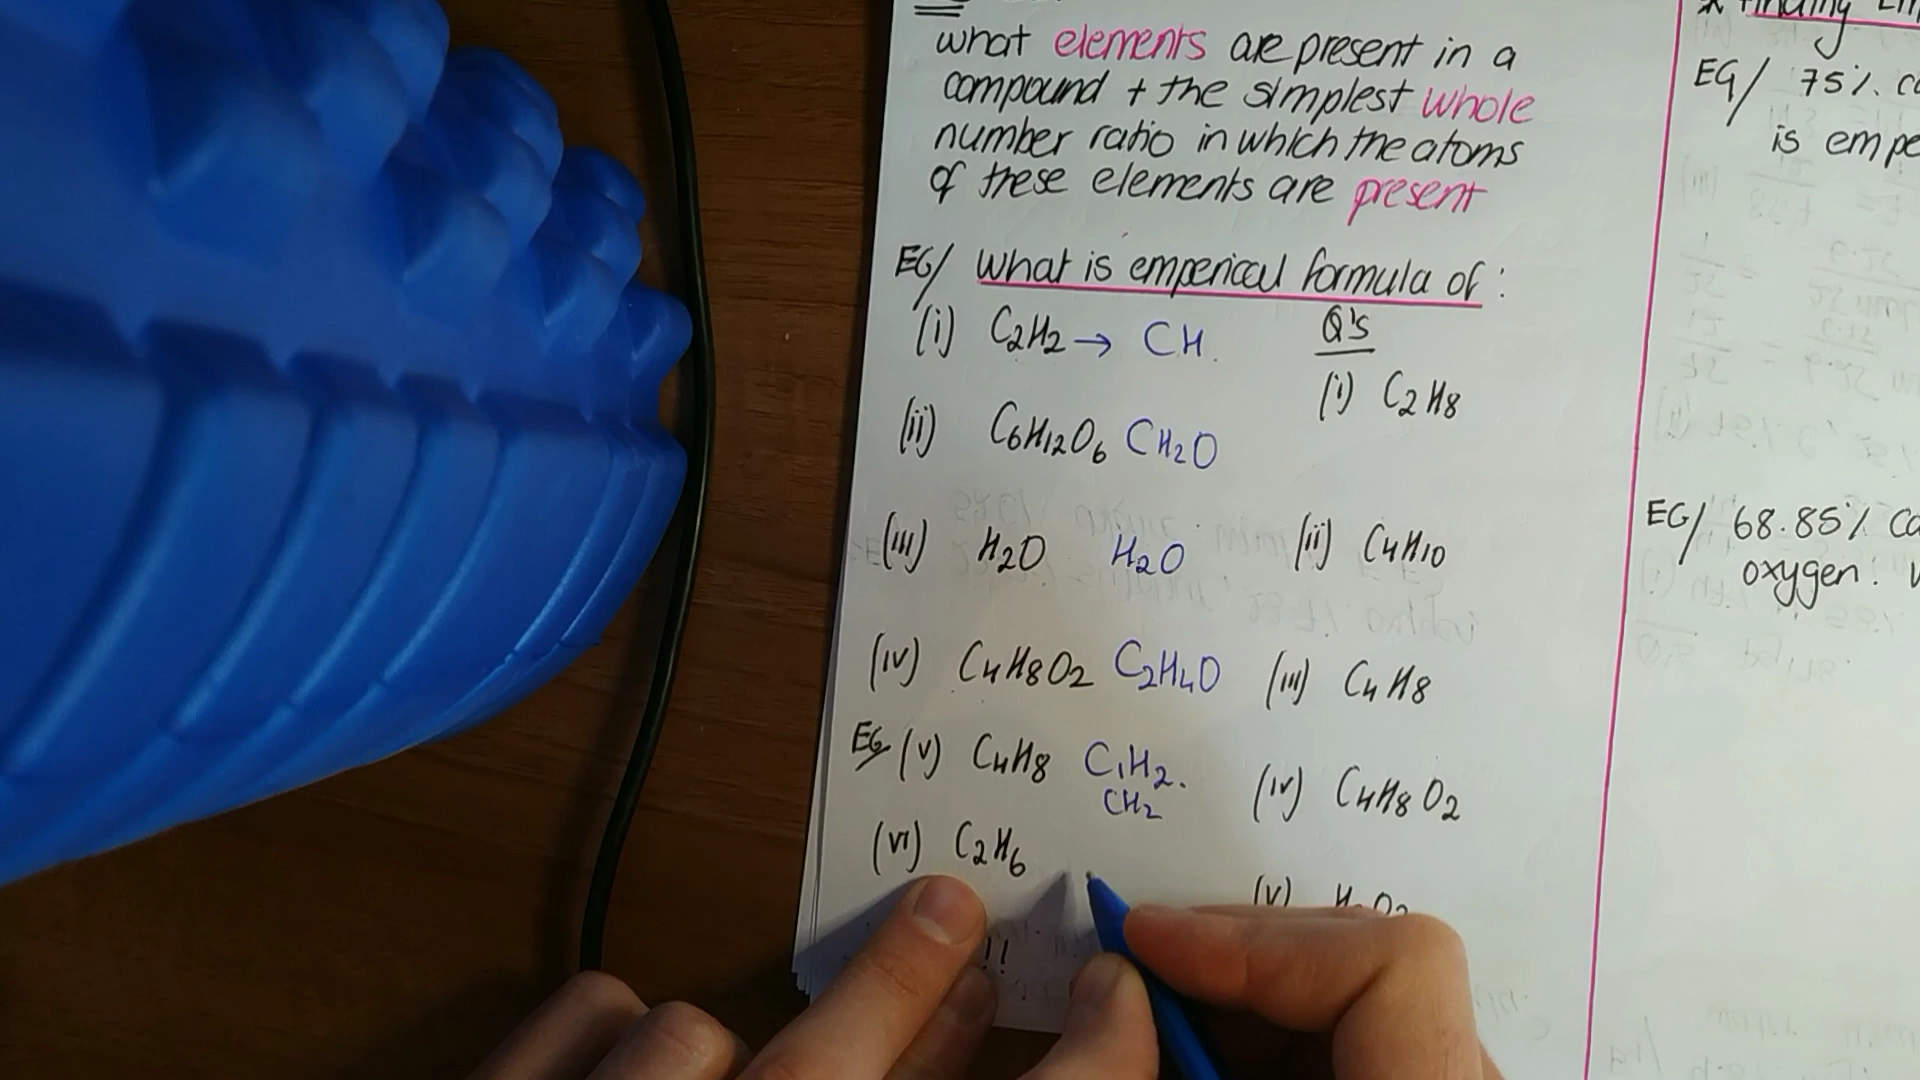 what elements are present in a
compound + the simplest whole
number ratio in which the atoms
of these elements are present
EG/ What is emperical formula of:
(i) C2H2 → CH.
(ii) C6H12O6 CH2O
(iii) H2O H2O
(iv) C4H8O2 C2H4O
EG (v) C4H8 C1H2.
CH2
(vi) C2H6
!!
Q's
(i) C2H8
(ii) C4H10
(iii) C4H8
(iv) C4H8O2
(v)
EG/ 75%.
is
EG/ 68.85%
oxygen.